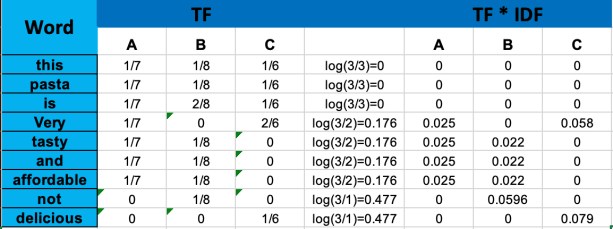 Word TF TF * IDF
A B C A B C
this 1/7 1/8 1/6 log(3/3)=0 0 0 0
pasta 1/7 1/8 1/6 log(3/3)=0 0 0 0
is 1/7 2/8 1/6 log(3/3)=0 0 0 0
Very 1/7 0 2/6 log(3/2)=0.176 0.025 0 0.058
tasty 1/7 1/8 0 log(3/2)=0.176 0.025 0.022 0
and 1/7 1/8 0 log(3/2)=0.176 0.025 0.022 0
affordable 1/7 1/8 0 log(3/2)=0.176 0.025 0.022 0
not 0 1/8 0 log(3/1)=0.477 0 0.0596 0
delicious 0 0 1/6 log(3/1)=0.477 0 0 0.079